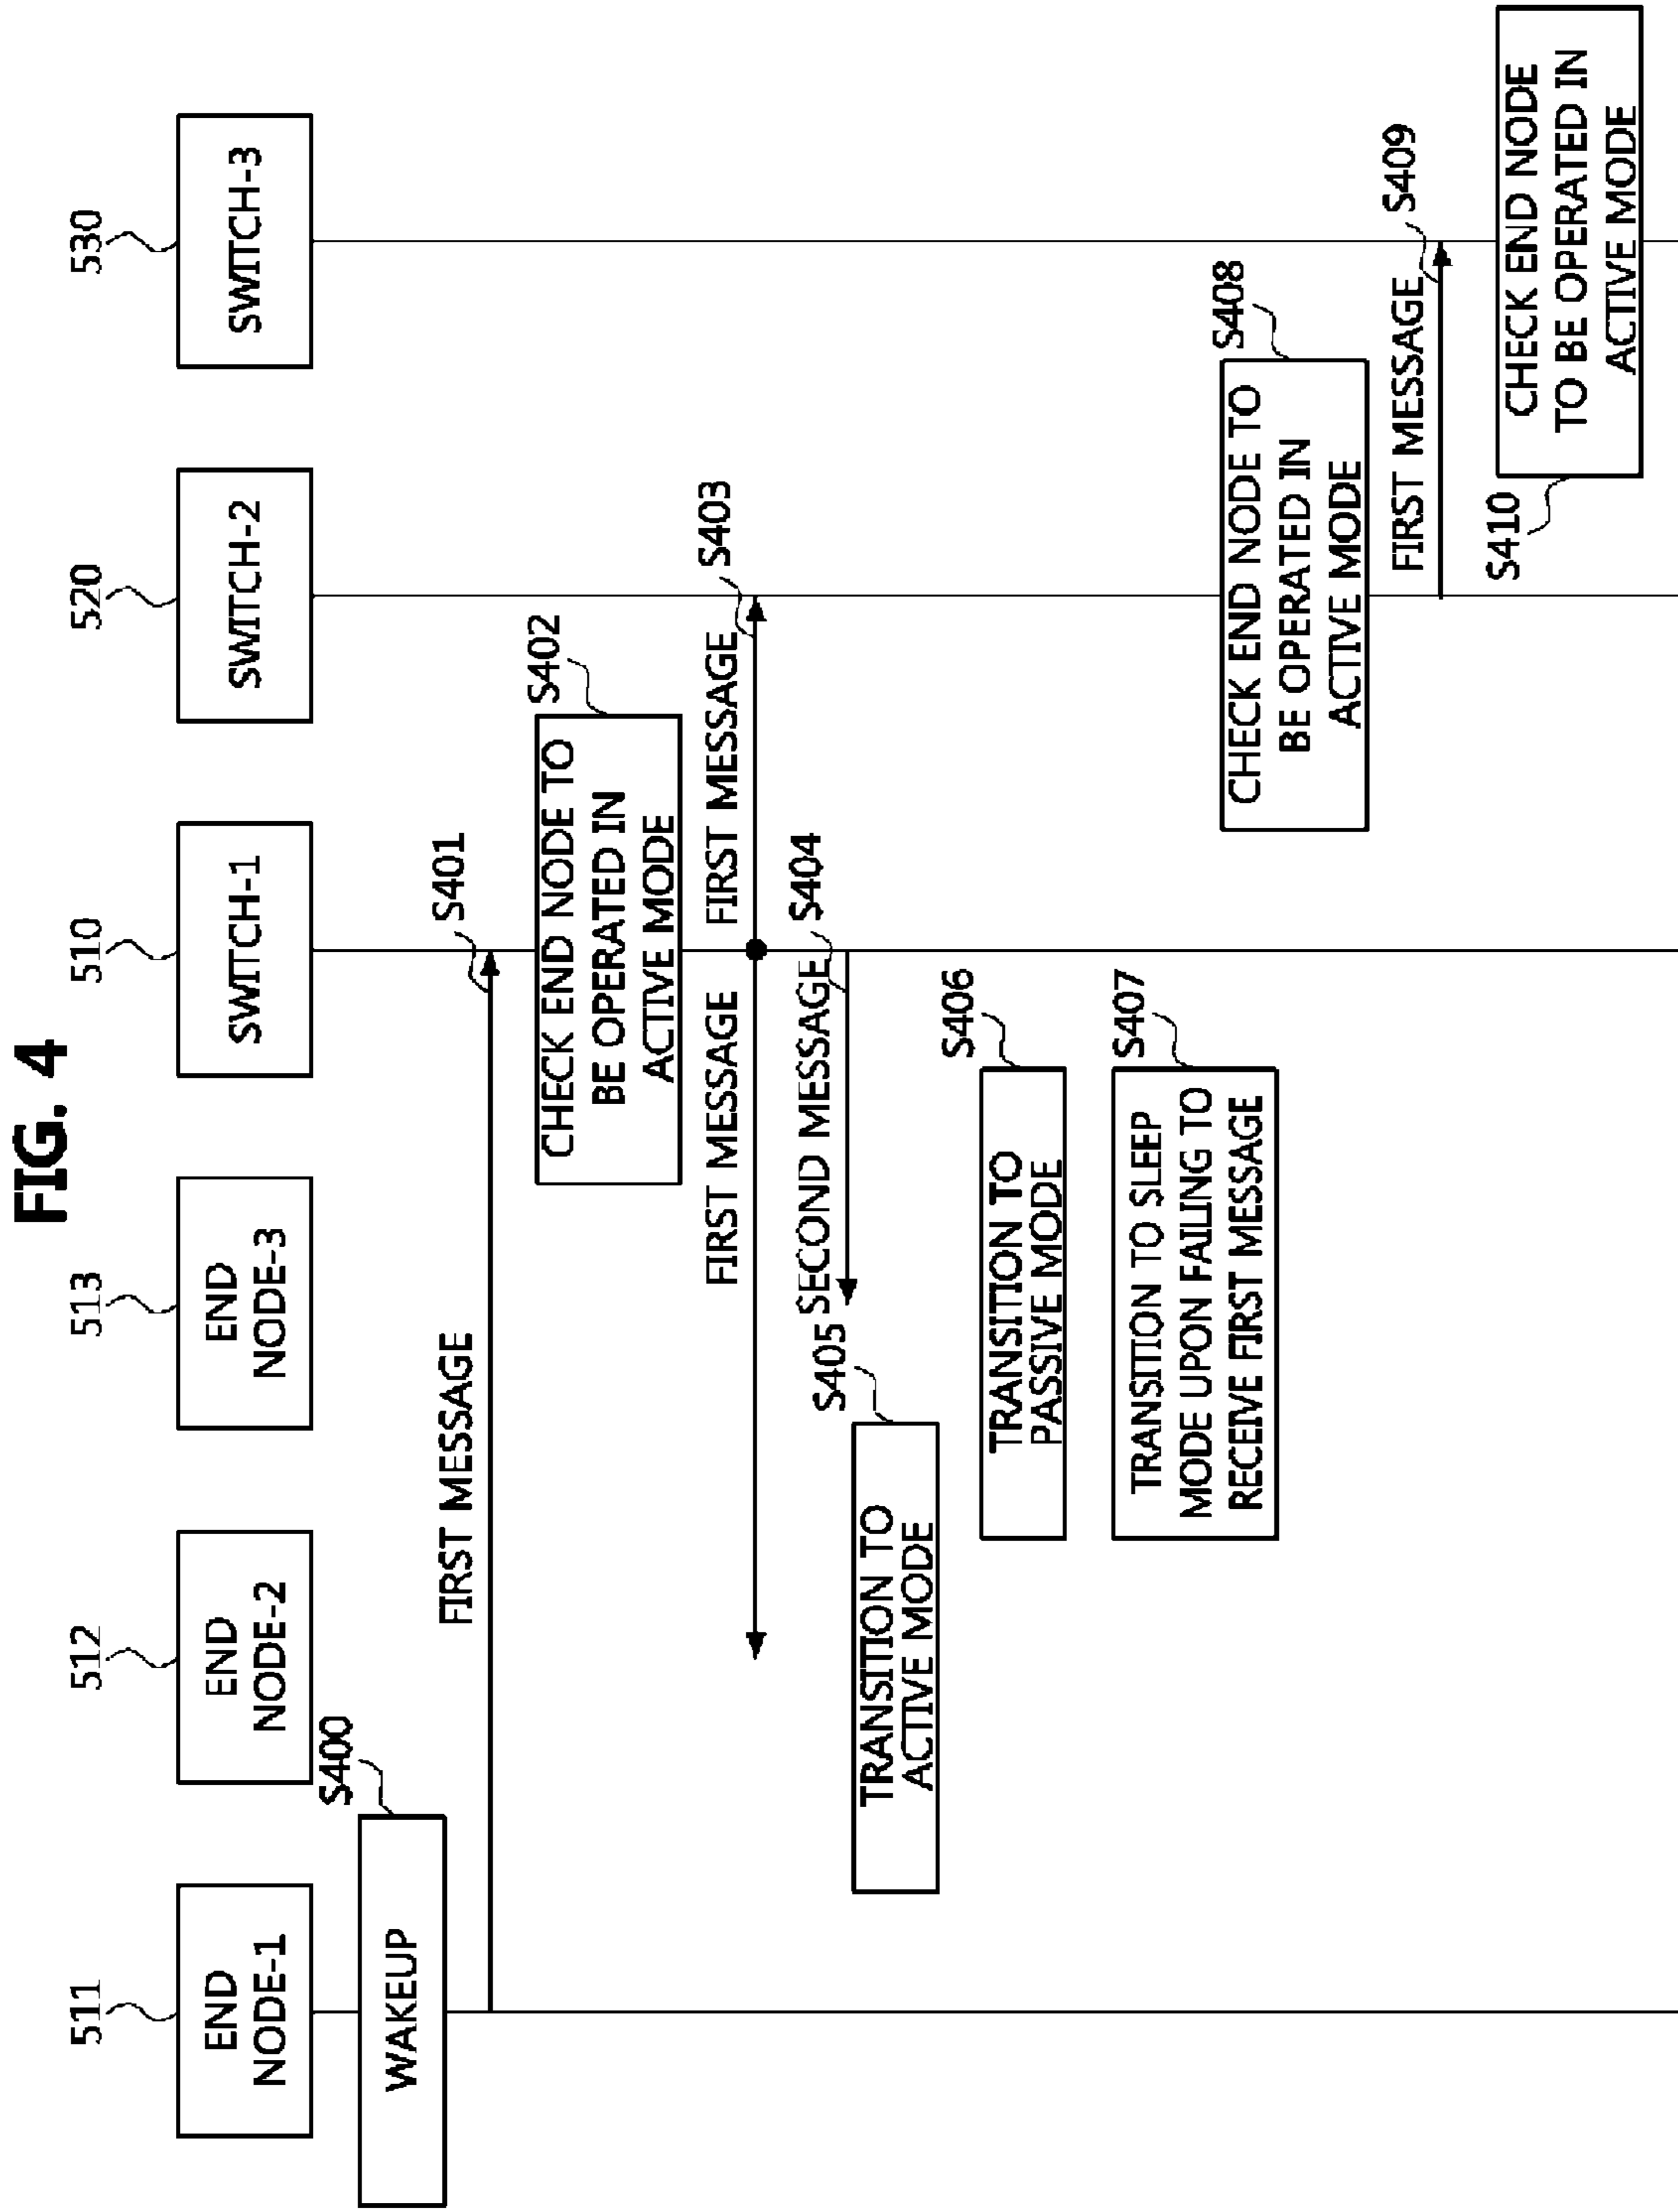 FIG. 4
511
512
513
510
520
530
END
NODE-1
END
NODE-2
END
NODE-3
SWITCH-1
SWITCH-2
SWITCH-3
S400
WAKEUP
FIRST MESSAGE
S401
S402
CHECK END NODE TO
BE OPERATED IN
ACTIVE MODE
FIRST MESSAGE
FIRST MESSAGE
S403
SECOND MESSAGE
S404
S405
TRANSITION TO
ACTIVE MODE
S406
TRANSITION TO
PASSIVE MODE
S407
TRANSITION TO SLEEP
MODE UPON FAILING TO
RECEIVE FIRST MESSAGE
S408
CHECK END NODE TO
BE OPERATED IN
ACTIVE MODE
FIRST MESSAGE
S409
S410
CHECK END NODE
TO BE OPERATED IN
ACTIVE MODE